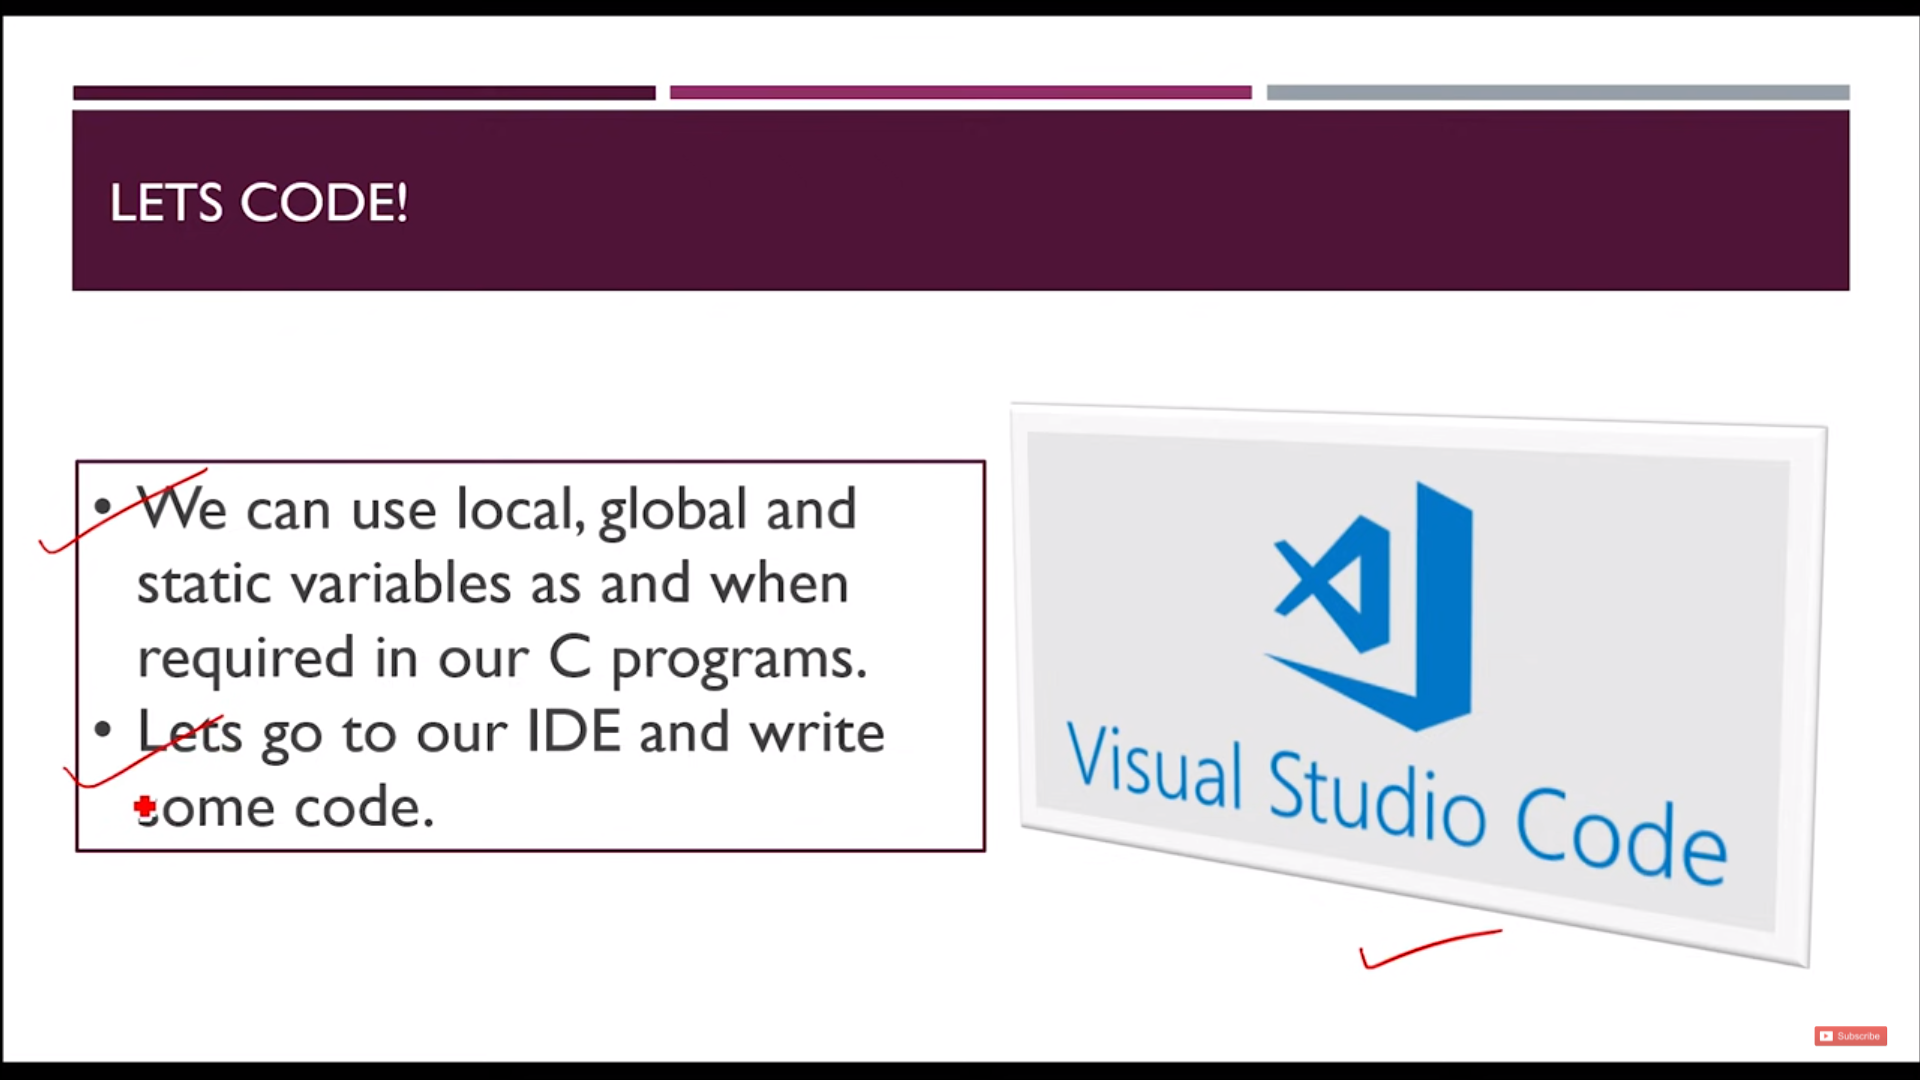 LETS CODE!
• We can use local, global and
static variables as and when
required in our C programs.
• Lets go to our IDE and write
some code.
Visual Studio Code
Subscribe